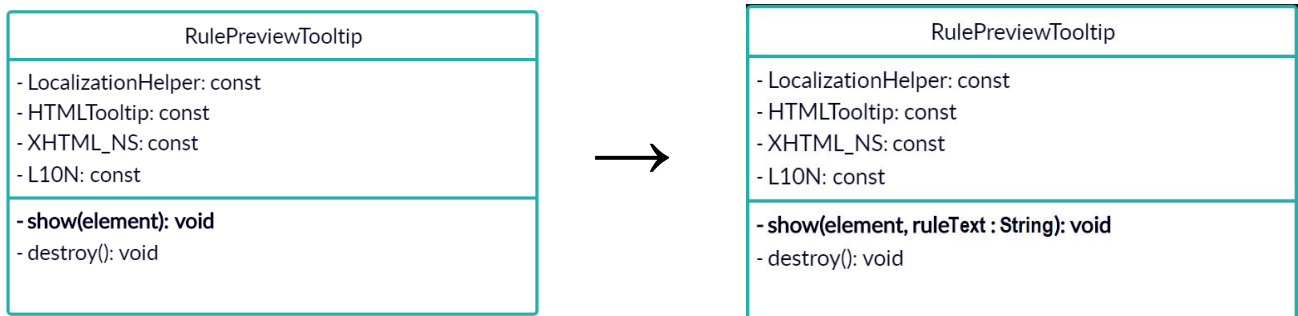 RulePreviewTooltip
- LocalizationHelper: const
- HTMLTooltip: const
- XHTML_NS: const
- L10N: const
- show(element): void
- destroy(): void
RulePreviewTooltip
- LocalizationHelper: const
- HTMLTooltip: const
- XHTML_NS: const
- L10N: const
- show(element, ruleText : String): void
- destroy(): void